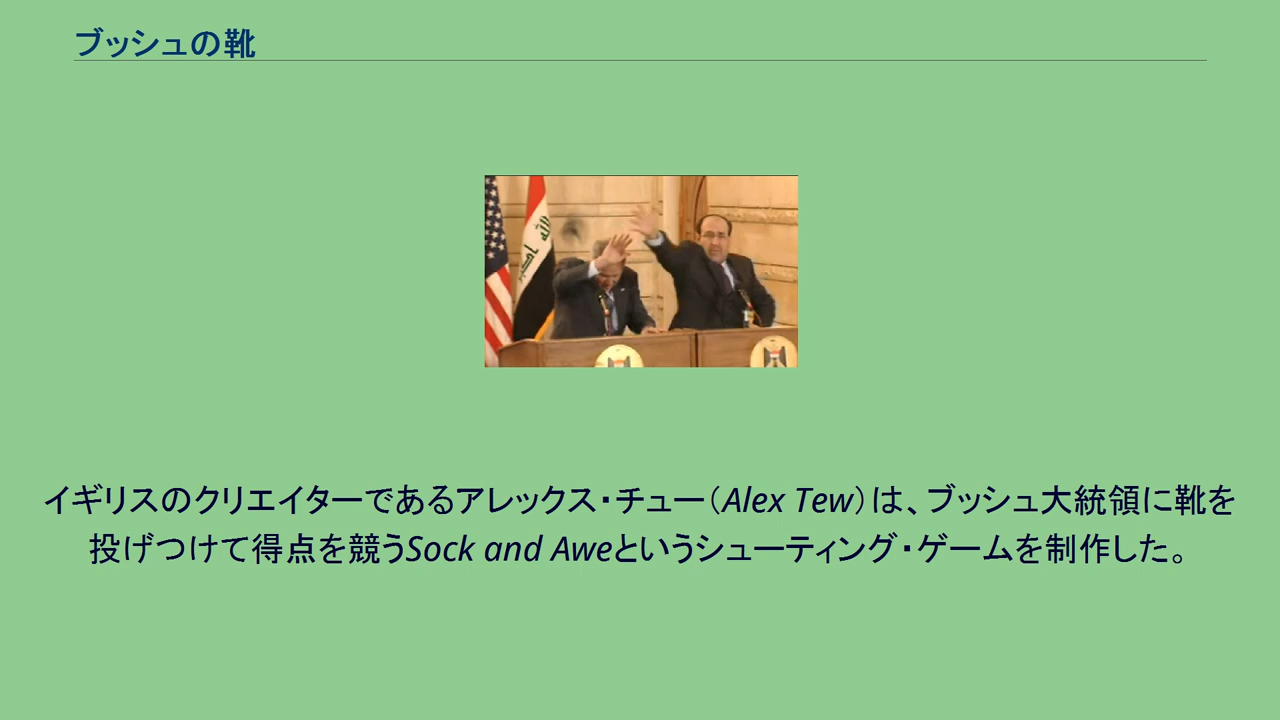 ブッシュの靴
イギリスのクリエイターであるアレックス・チュー（Alex Tew）は、ブッシュ大統領に靴を
投げつけて得点を競うSock and Aweというシューティング・ゲームを制作した。